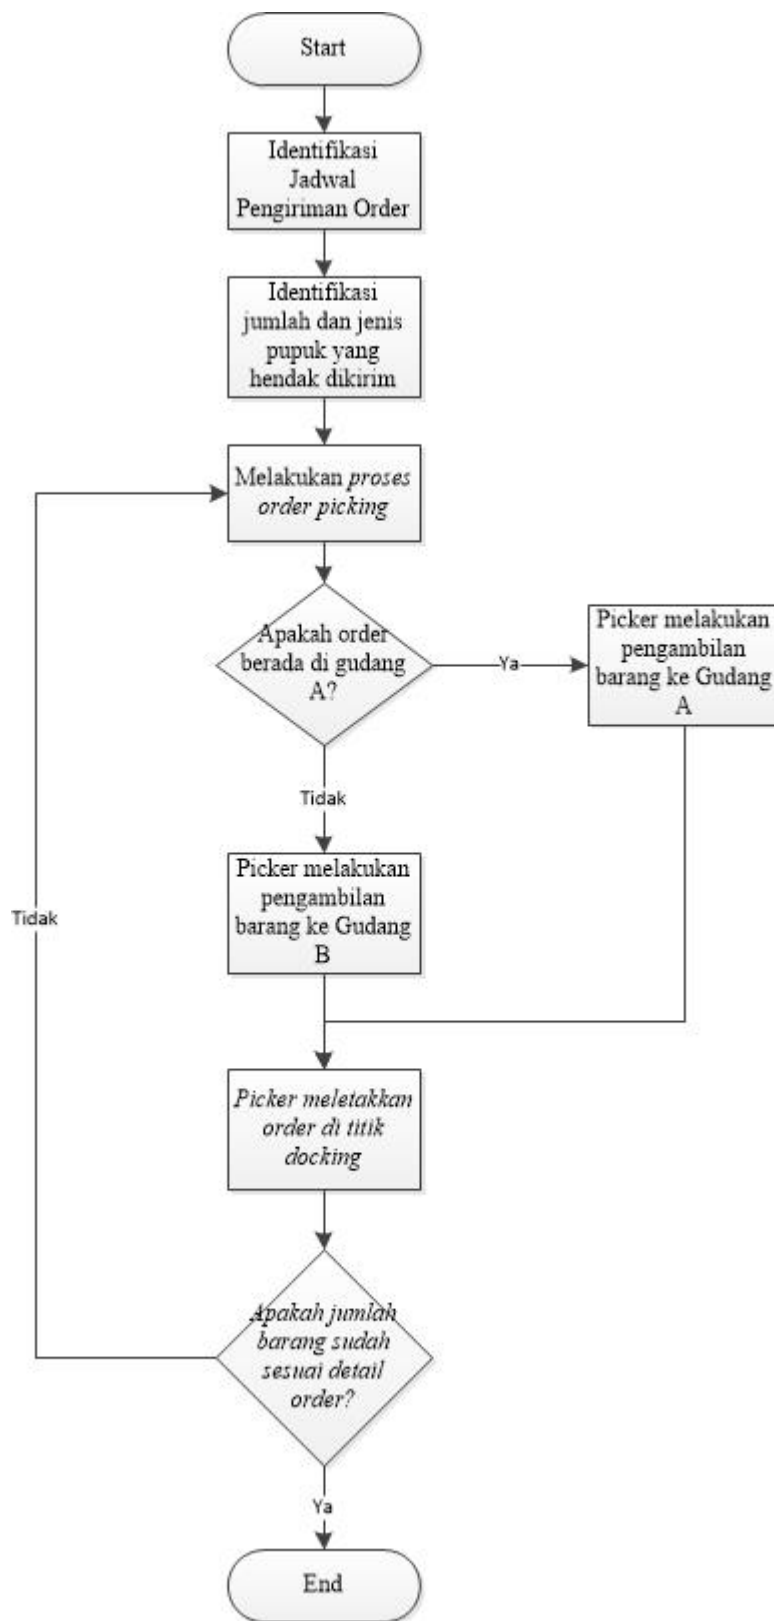 Start
Identifikasi
Jadwal
Pengiriman Order
Identifikasi
jumlah dan jenis
pupuk yang
hendak dikirim
Melakukan proses
order picking
Apakah order
berada di gudang
A?
Ya
Picker melakukan
pengambilan
barang ke Gudang
A
Tidak
Picker melakukan
pengambilan
barang ke Gudang
B
Tidak
Picker meletakkan
order di titik
docking
Apakah jumlah
barang sudah
sesuai detail
order?
Ya
End